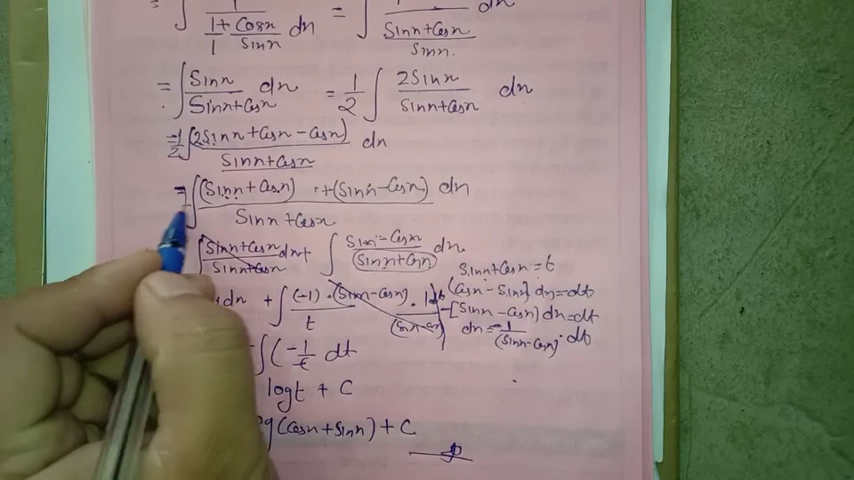 = ∫ 1/(1/1 + Cosx/Sinx) dx = ∫ 1/((Sinx+Cosx)/Sinx) dx
= ∫ Sinx/(Sinx+Cosx) dx = 1/2 ∫ 2Sinx/(Sinx+Cosx) dx
= 1/2 ∫ (2Sinx+Cosx-Cosx)/(Sinx+Cosx) dx
= ∫ ((Sinx+Cosx) + (Sinx-Cosx))/(Sinx+Cosx) dx
∫ (Sinx+Cosx)/(Sinx+Cosx) dx + ∫ (Sinx-Cosx)/(Sinx+Cosx) dx
Sinx+Cosx = t
(Cosx-Sinx) dx = dt
-[Sinx-Cosx) dx = dt
dx = -1/(Sinx-Cosx) · dt
dx + ∫ (-1)·(Sinx-Cosx)/t · 1/(Sinx-Cosx) dt
∫ (-1/t dt
logt + C
(Cosx+Sinx) + C